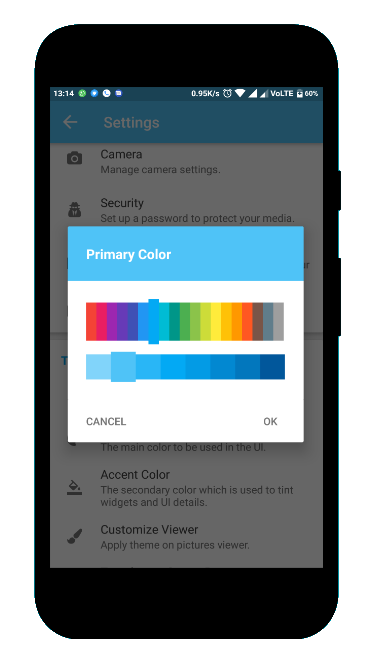 13:14 0.95K/s VoLTE 60%
Settings
Camera
Manage camera settings.
Security
Set up a password to protect your media.
Primary Color
CANCEL OK
The main color to be used in the UI.
Accent Color
The secondary color which is used to tint
widgets and UI details.
Customize Viewer
Apply theme on pictures viewer.